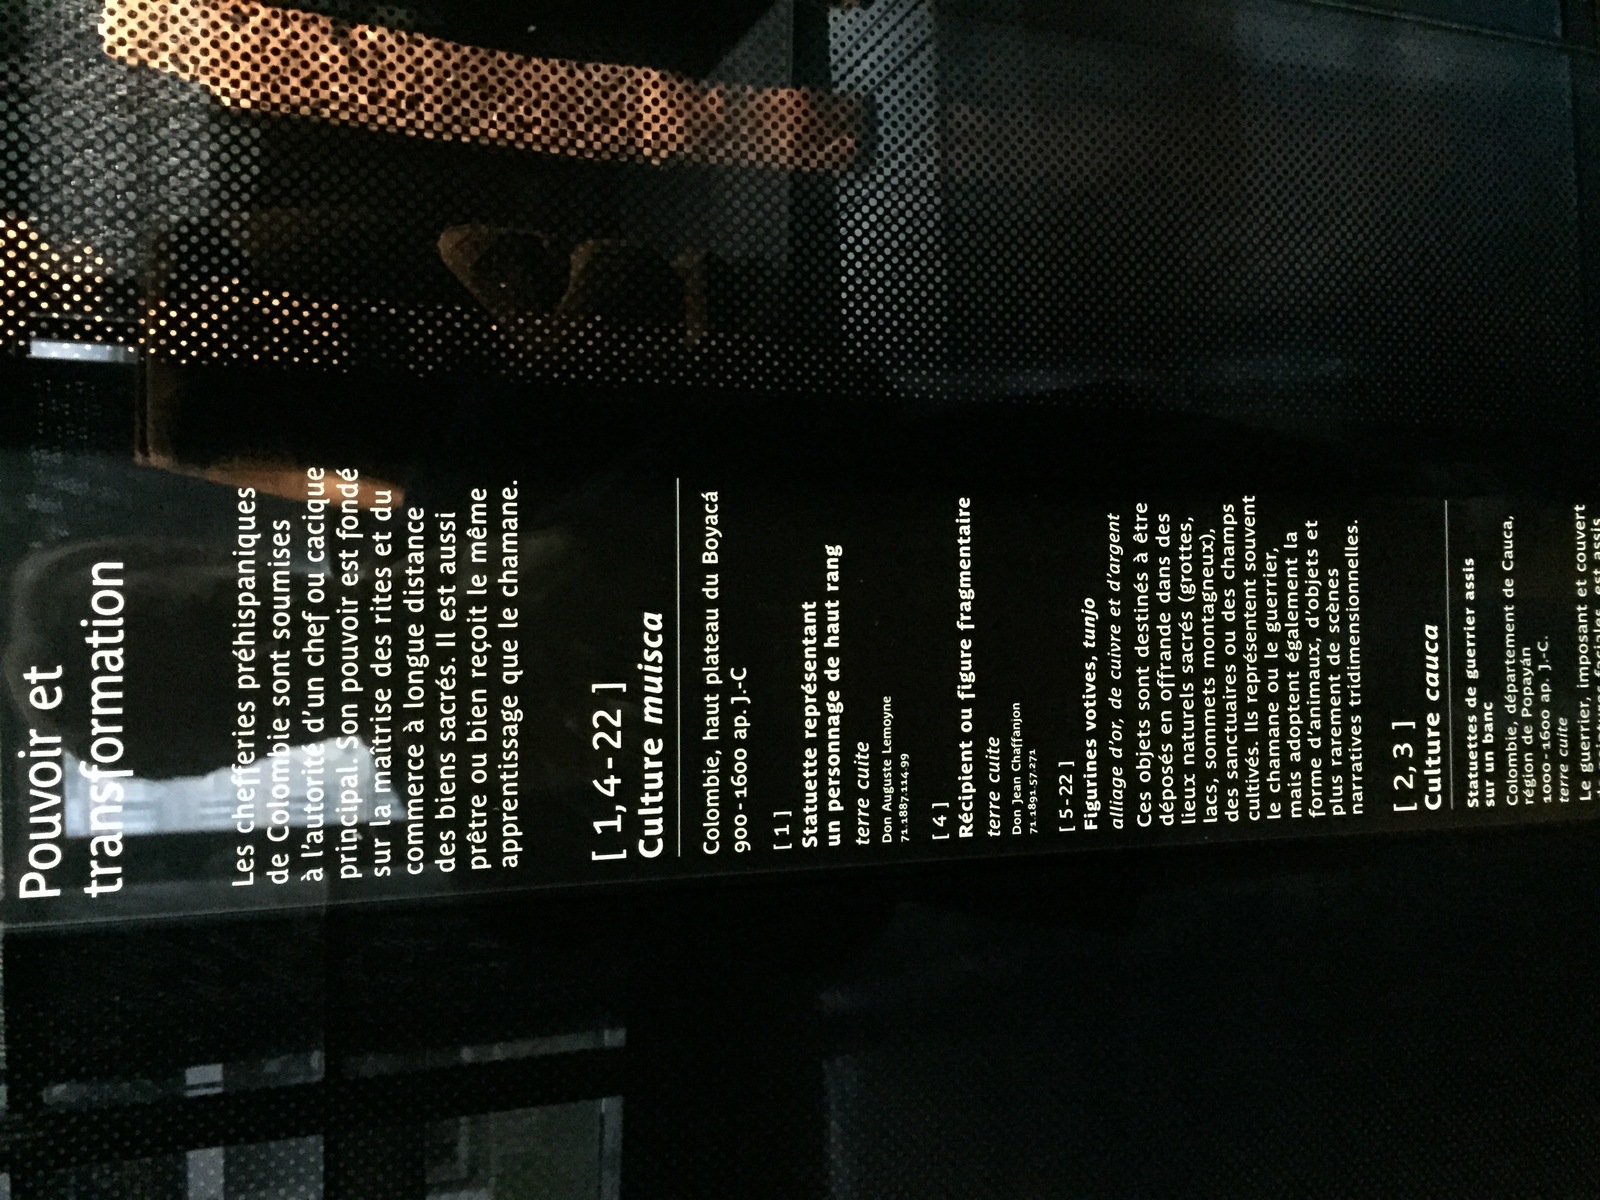 Pouvoir et
transformation
Les chefferies préhispaniques
de Colombie sont soumises
à l'autorité d'un chef ou cacique
principal. Son pouvoir est fondé
sur la maîtrise des rites et du
commerce à longue distance
des biens sacrés. Il est aussi
prêtre ou bien reçoit le même
apprentissage que le chamane.
[ 1,4-22 ]
Culture muisca
Colombie, haut plateau du Boyacá
900-1600 ap. J.-C
[ 1 ]
Statuette représentant
un personnage de haut rang
terre cuite
Don Auguste Lemoyne
71.1887.114.99
[ 4 ]
Récipient ou figure fragmentaire
terre cuite
Don Jean Chaffanjon
71.1891.57.271
[ 5-22 ]
Figurines votives, tunjo
alliage d'or, de cuivre et d'argent
Ces objets sont destinés à être
déposés en offrande dans des
lieux naturels sacrés (grottes,
lacs, sommets montagneux),
des sanctuaires ou des champs
cultivés. Ils représentent souvent
le chamane ou le guerrier,
mais adoptent également la
forme d'animaux, d'objets et
plus rarement de scènes
narratives tridimensionnelles.
[ 2,3 ]
Culture cauca
Statuettes de guerrier assis
sur un banc
Colombie, département de Cauca,
région de Popayán
1000-1600 ap. J.-C.
terre cuite
Le guerrier, imposant et couvert
est assis